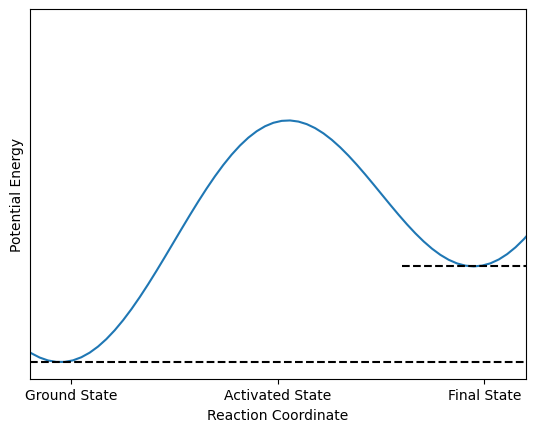 Potential Energy
Ground State
Activated State
Final State
Reaction Coordinate